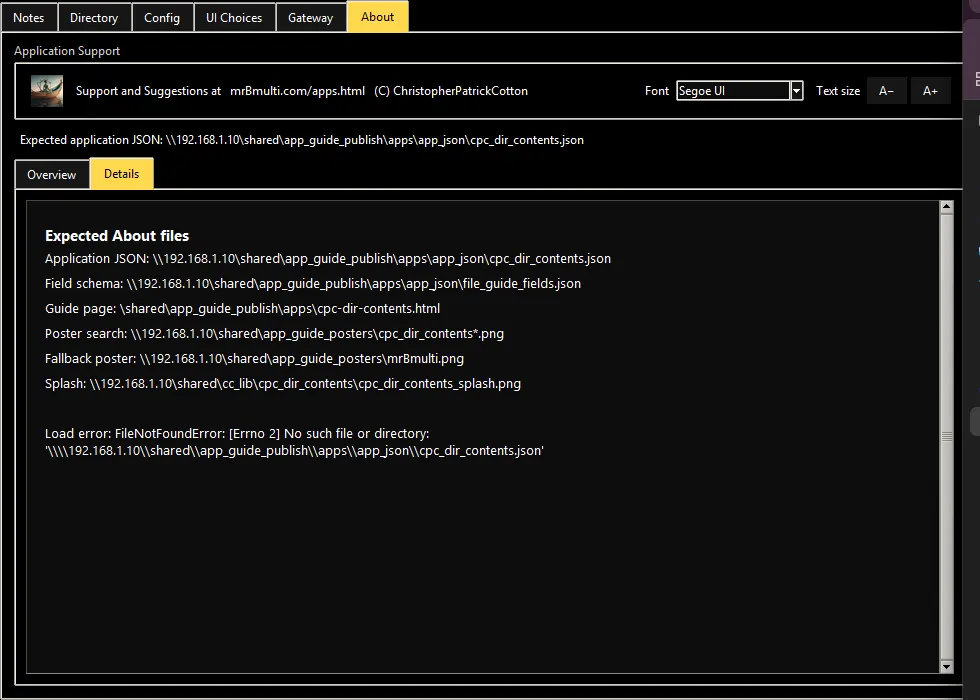 Notes Directory Config UI Choices Gateway About
Application Support
Support and Suggestions at mrBmulti.com/apps.html (C) ChristopherPatrickCotton Font Segoe UI Text size A− A+
Expected application JSON: \\192.168.1.10\shared\app_guide_publish\apps\app_json\cpc_dir_contents.json
Overview Details
Expected About files
Application JSON: \\192.168.1.10\shared\app_guide_publish\apps\app_json\cpc_dir_contents.json
Field schema: \\192.168.1.10\shared\app_guide_publish\apps\app_json\file_guide_fields.json
Guide page: \shared\app_guide_publish\apps\cpc-dir-contents.html
Poster search: \\192.168.1.10\shared\app_guide_posters\cpc_dir_contents*.png
Fallback poster: \\192.168.1.10\shared\app_guide_posters\mrBmulti.png
Splash: \\192.168.1.10\shared\cc_lib\cpc_dir_contents\cpc_dir_contents_splash.png
Load error: FileNotFoundError: [Errno 2] No such file or directory:
'\\\\192.168.1.10\\shared\\app_guide_publish\\apps\\app_json\\cpc_dir_contents.json'